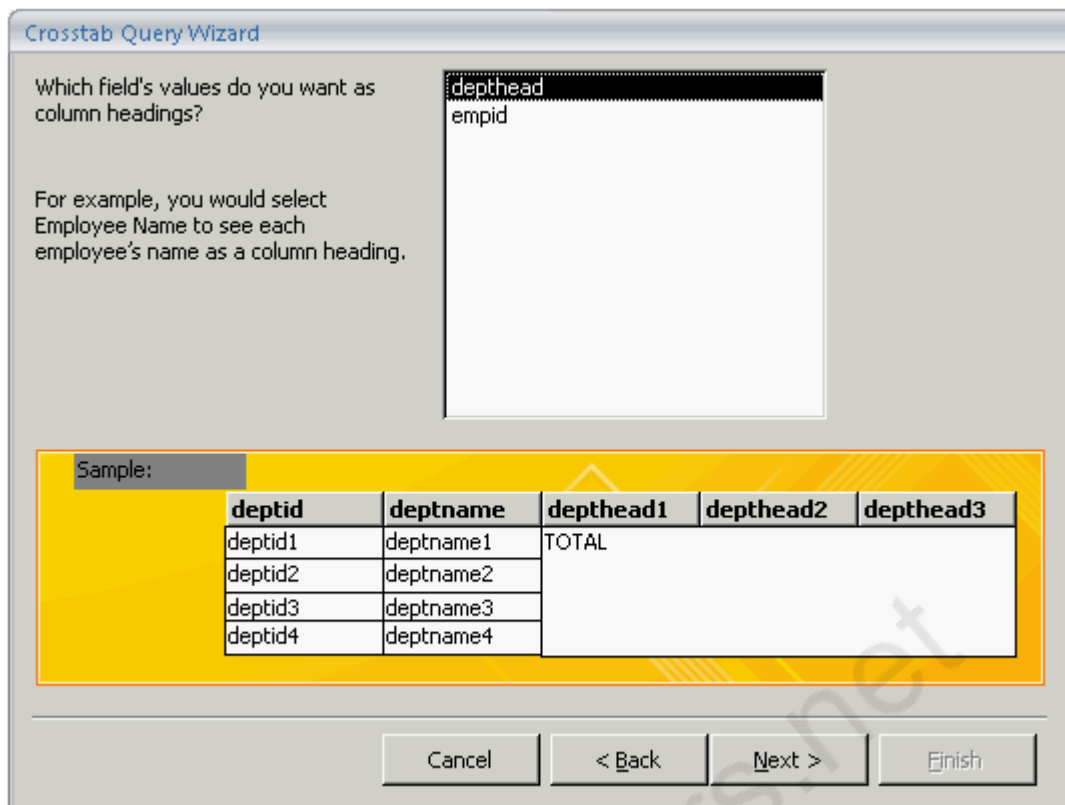 Crosstab Query Wizard
Which field's values do you want as
column headings?
For example, you would select
Employee Name to see each
employee's name as a column heading.
depthead
empid
Sample:
deptid deptname depthead1 depthead2 depthead3
deptid1 deptname1 TOTAL
deptid2 deptname2
deptid3 deptname3
deptid4 deptname4
Cancel < Back Next > Finish